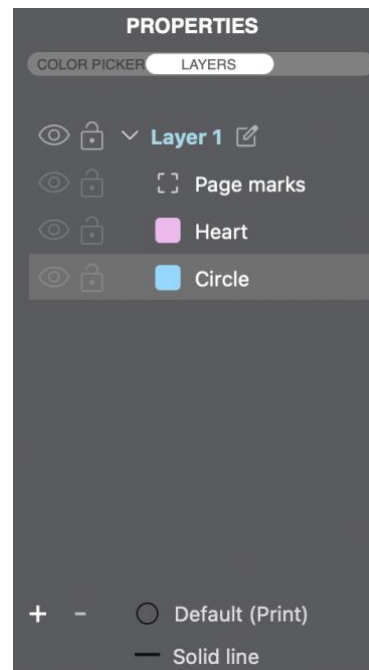 PROPERTIES
COLOR PICKER LAYERS
Layer 1
Page marks
Heart
Circle
+ - Default (Print)
Solid line